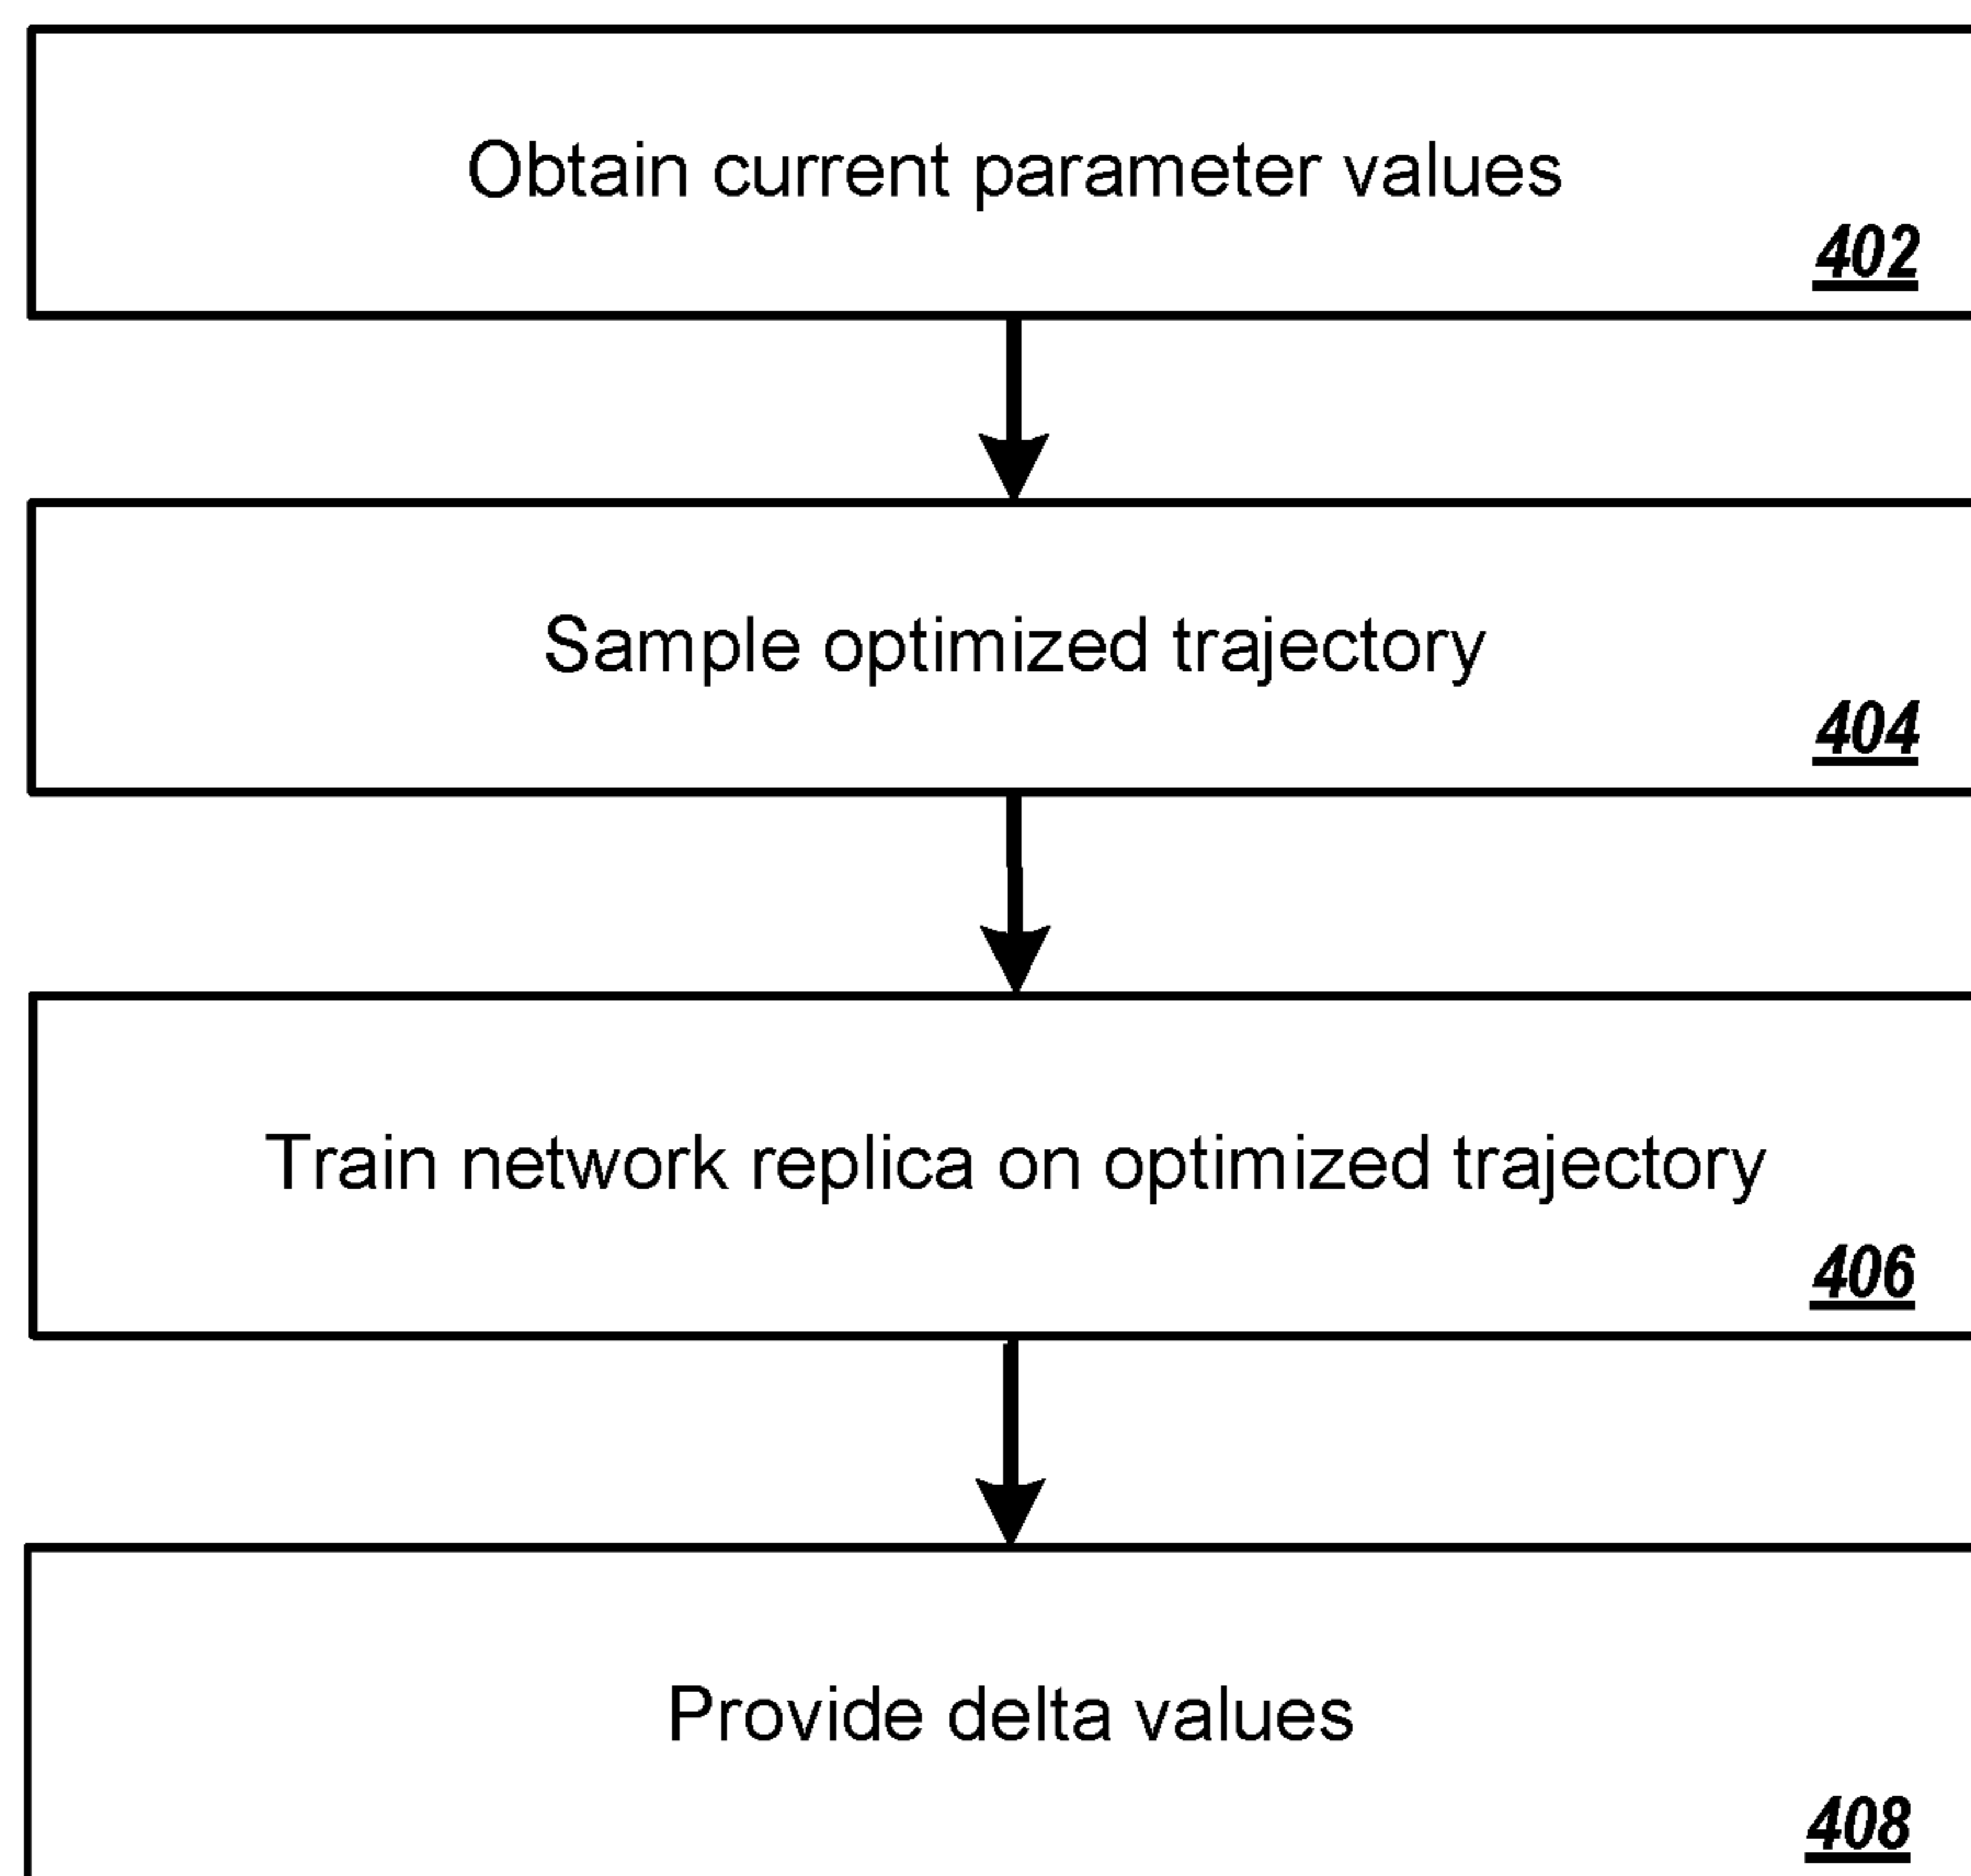 Obtain current parameter values
402
Sample optimized trajectory
404
Train network replica on optimized trajectory
406
Provide delta values
408